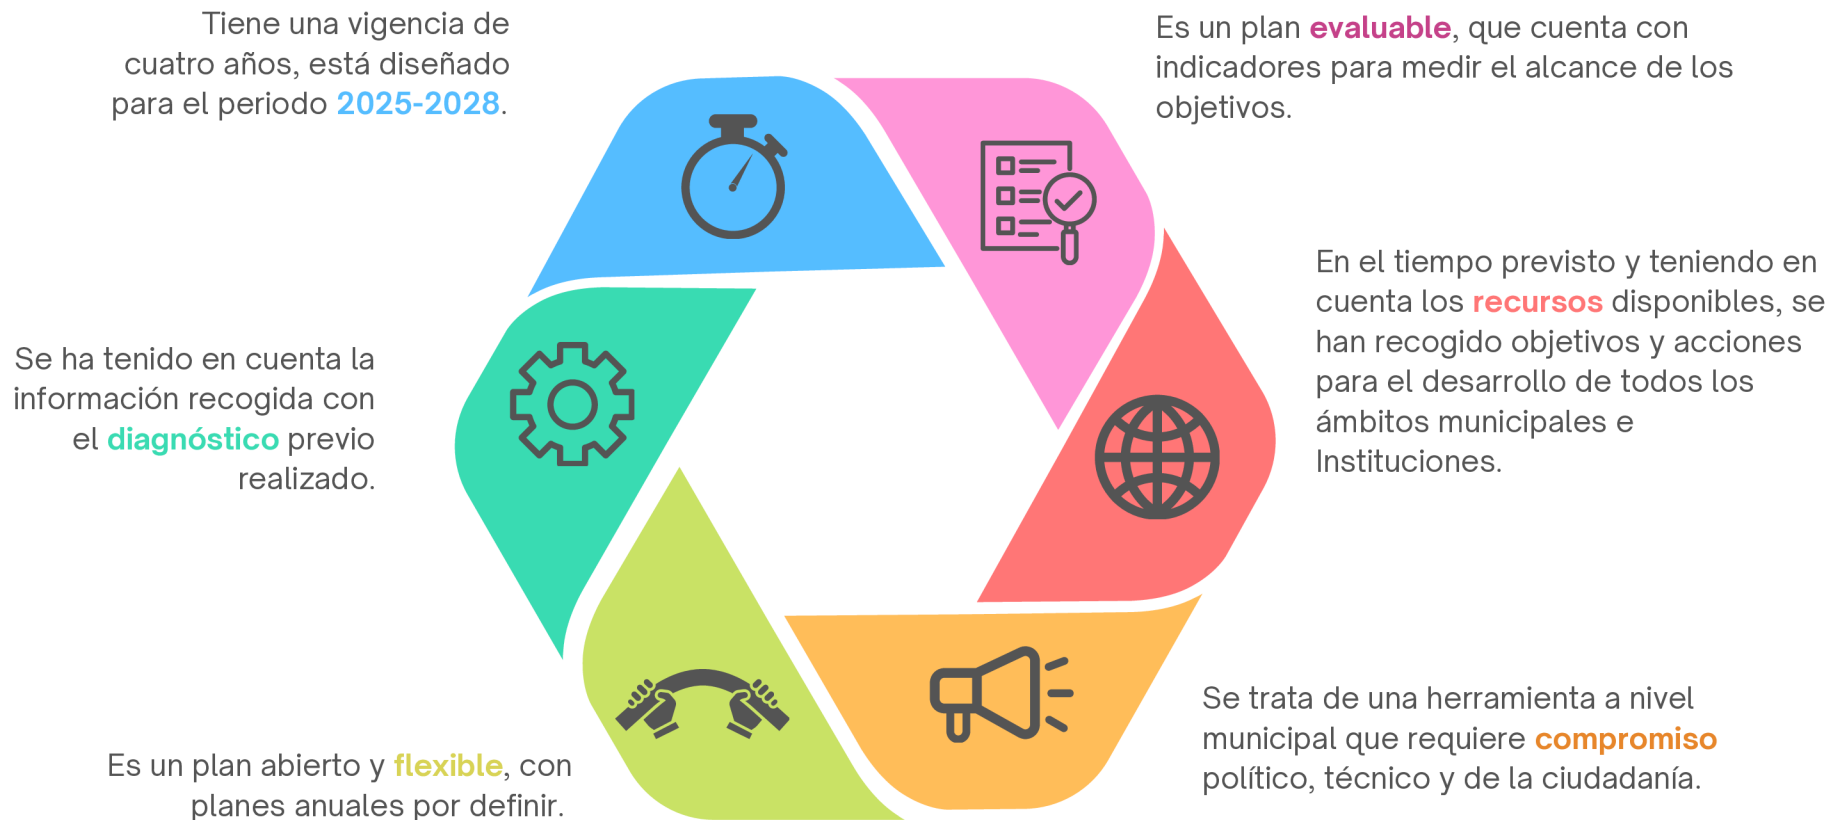 Tiene una vigencia de
cuatro años, está diseñado
para el periodo 2025-2028.
Es un plan evaluable, que cuenta con
indicadores para medir el alcance de los
objetivos.
En el tiempo previsto y teniendo en
cuenta los recursos disponibles, se
han recogido objetivos y acciones
para el desarrollo de todos los
ámbitos municipales e
Instituciones.
Se ha tenido en cuenta la
información recogida con
el diagnóstico previo
realizado.
Se trata de una herramienta a nivel
municipal que requiere compromiso
político, técnico y de la ciudadanía.
Es un plan abierto y flexible, con
planes anuales por definir.